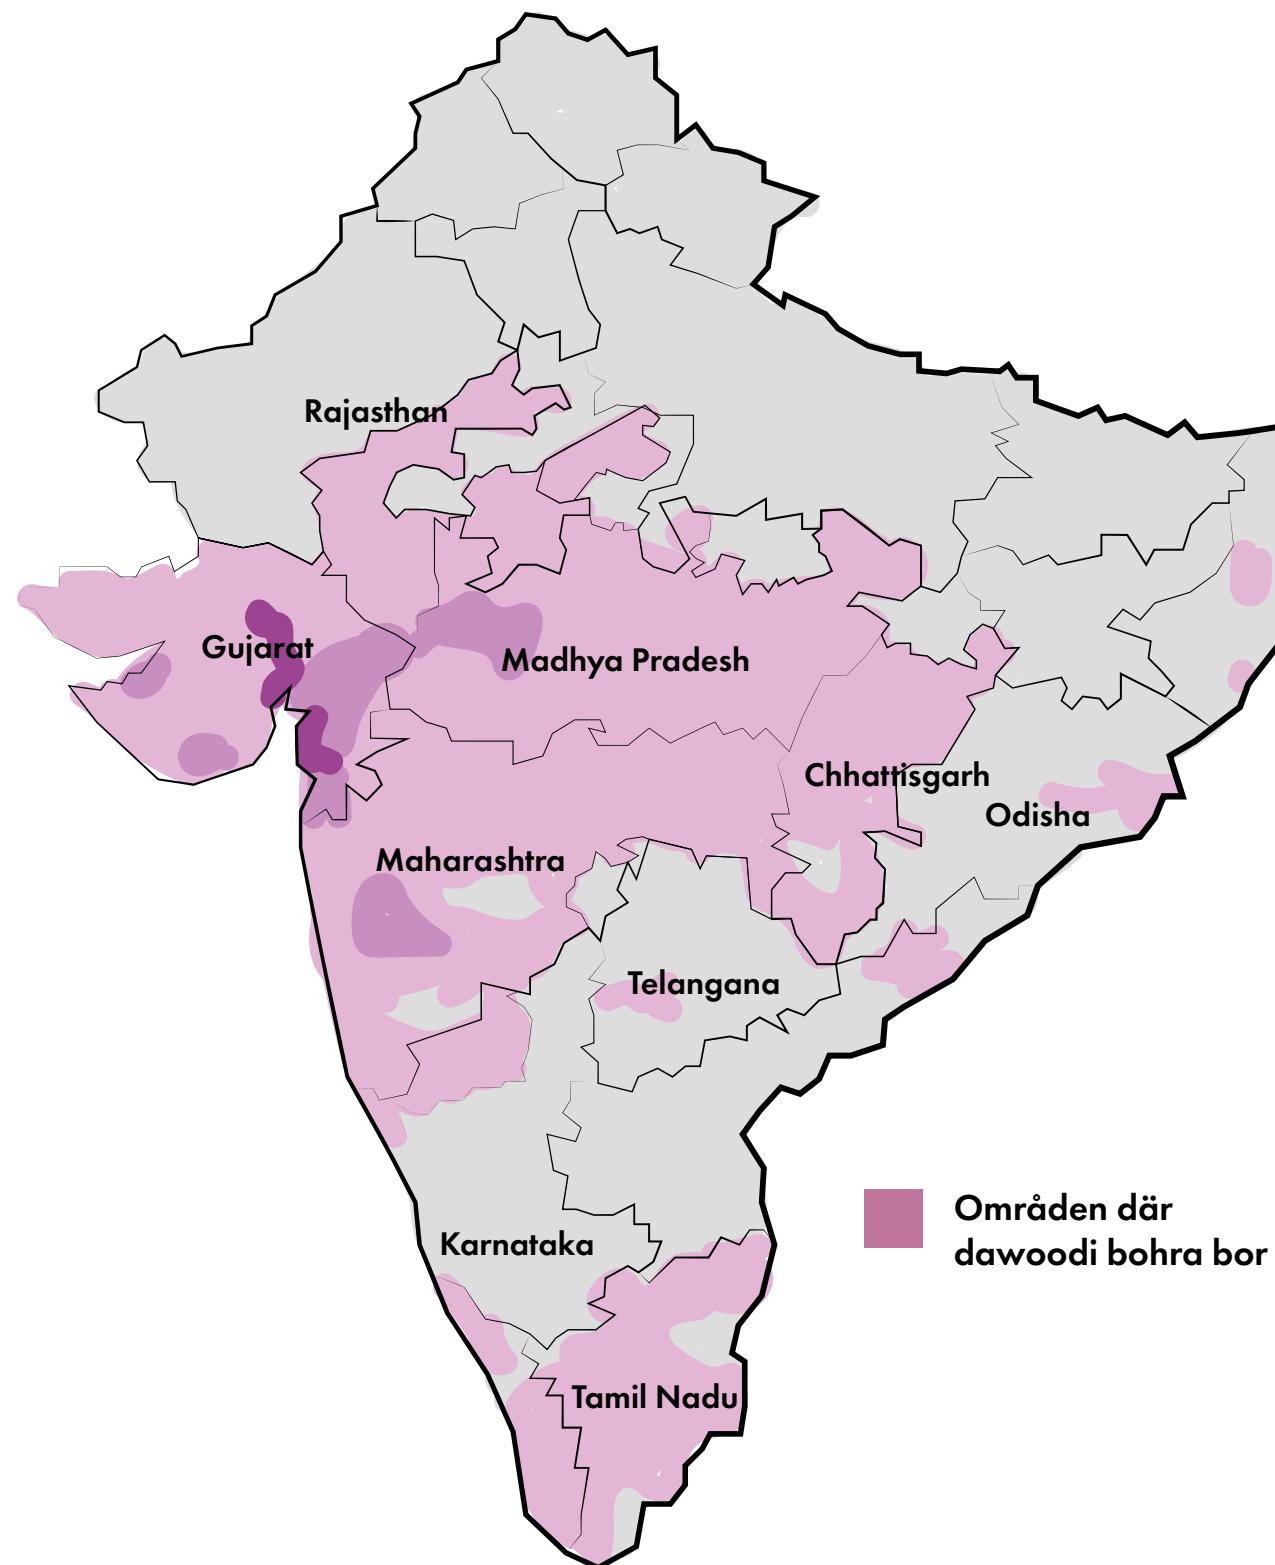 Rajasthan
Gujarat
Madhya Pradesh
Chhattisgarh
Odisha
Maharashtra
Telangana
Områden där
dawoodi bohra bor
Karnataka
Tamil Nadu